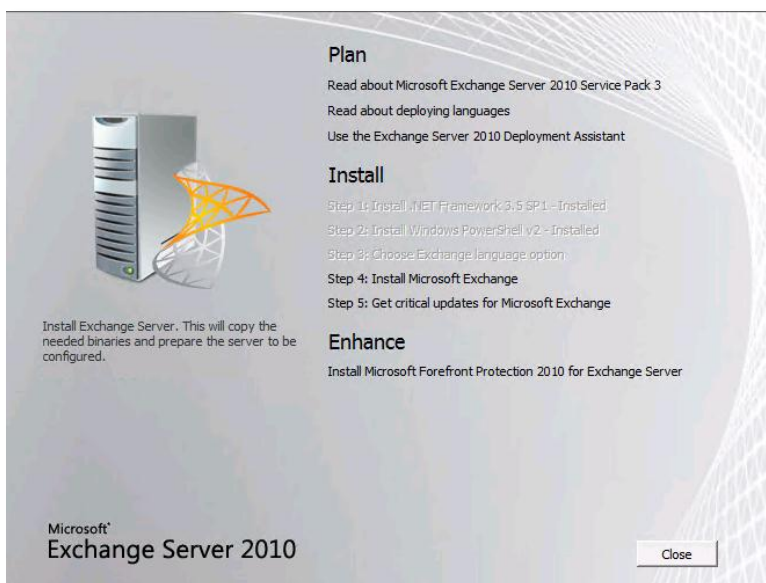 Plan
Read about Microsoft Exchange Server 2010 Service Pack 3
Read about deploying languages
Use the Exchange Server 2010 Deployment Assistant
Install
Step 1: Install .NET Framework 3.5 SP1 - Installed
Step 2: Install Windows PowerShell v2 - Installed
Step 3: Choose Exchange language option
Step 4: Install Microsoft Exchange
Step 5: Get critical updates for Microsoft Exchange
Install Exchange Server. This will copy the
needed binaries and prepare the server to be
configured.
Enhance
Install Microsoft Forefront Protection 2010 for Exchange Server
Microsoft
Exchange Server 2010
Close